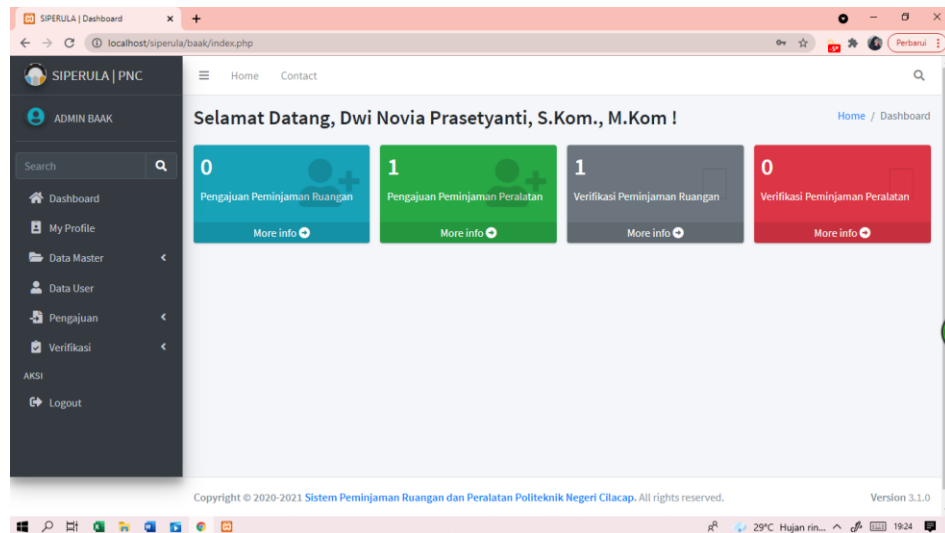 SIPERULA | Dashboard
localhost/siperula/baak/index.php
Perbarui
SIPERULA | PNC
Home Contact
ADMIN BAAK
Selamat Datang, Dwi Novia Prasetyanti, S.Kom., M.Kom !
Home / Dashboard
Search
Dashboard
My Profile
Data Master
Data User
Pengajuan
Verifikasi
AKSI
Logout
0
Pengajuan Peminjaman Ruangan
More info
1
Pengajuan Peminjaman Peralatan
More info
1
Verifikasi Peminjaman Ruangan
More info
0
Verifikasi Peminjaman Peralatan
More info
Copyright © 2020-2021 Sistem Peminjaman Ruangan dan Peralatan Politeknik Negeri Cilacap. All rights reserved.
Version 3.1.0
29°C Hujan rin... 19:24